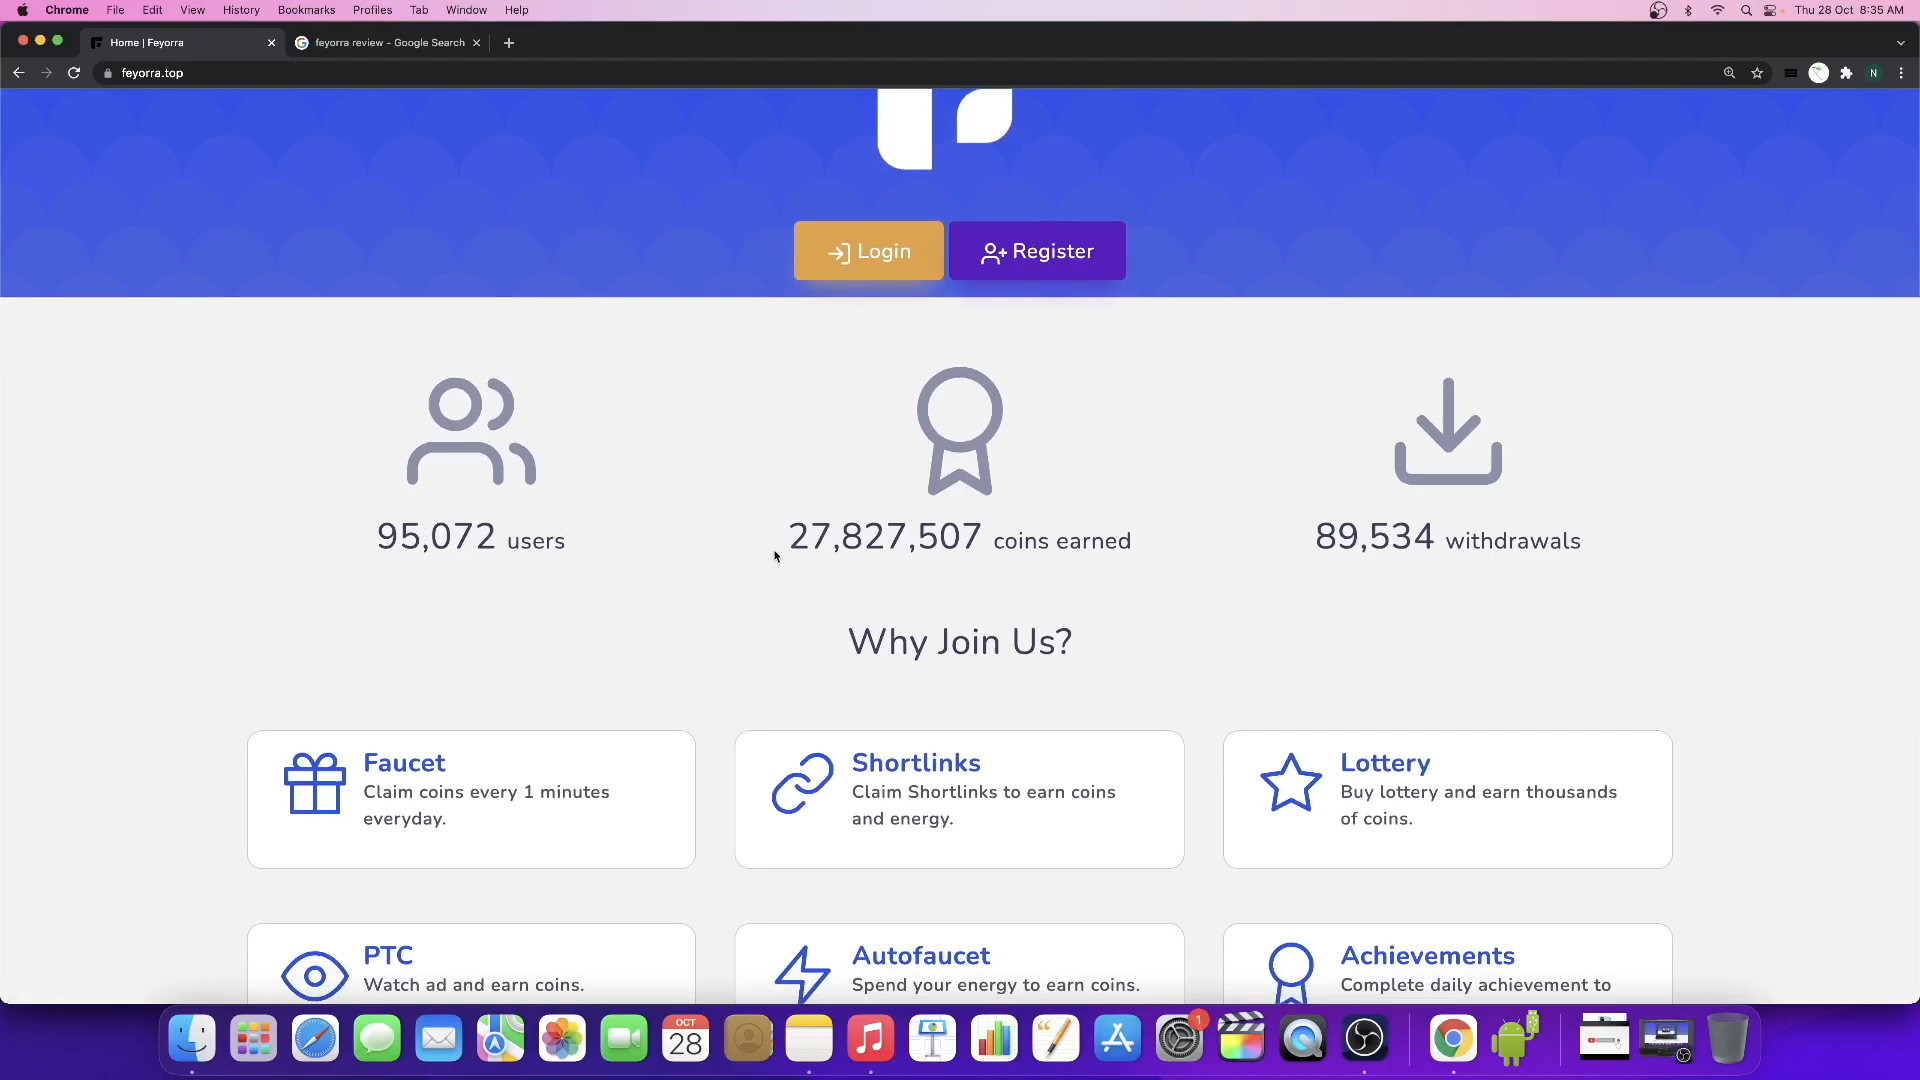 Chrome File Edit View History Bookmarks Profiles Tab Window Help Thu 28 Oct 8:35 AM
Home | Feyorra feyorra review - Google Search
feyorra.top N
Login Register
95,072 users 27,827,507 coins earned 89,534 withdrawals
Why Join Us?
Faucet
Claim coins every 1 minutes
everyday.
Shortlinks
Claim Shortlinks to earn coins
and energy.
Lottery
Buy lottery and earn thousands
of coins.
PTC
Watch ad and earn coins.
Autofaucet
Spend your energy to earn coins.
Achievements
Complete daily achievement to
OCT
28
1